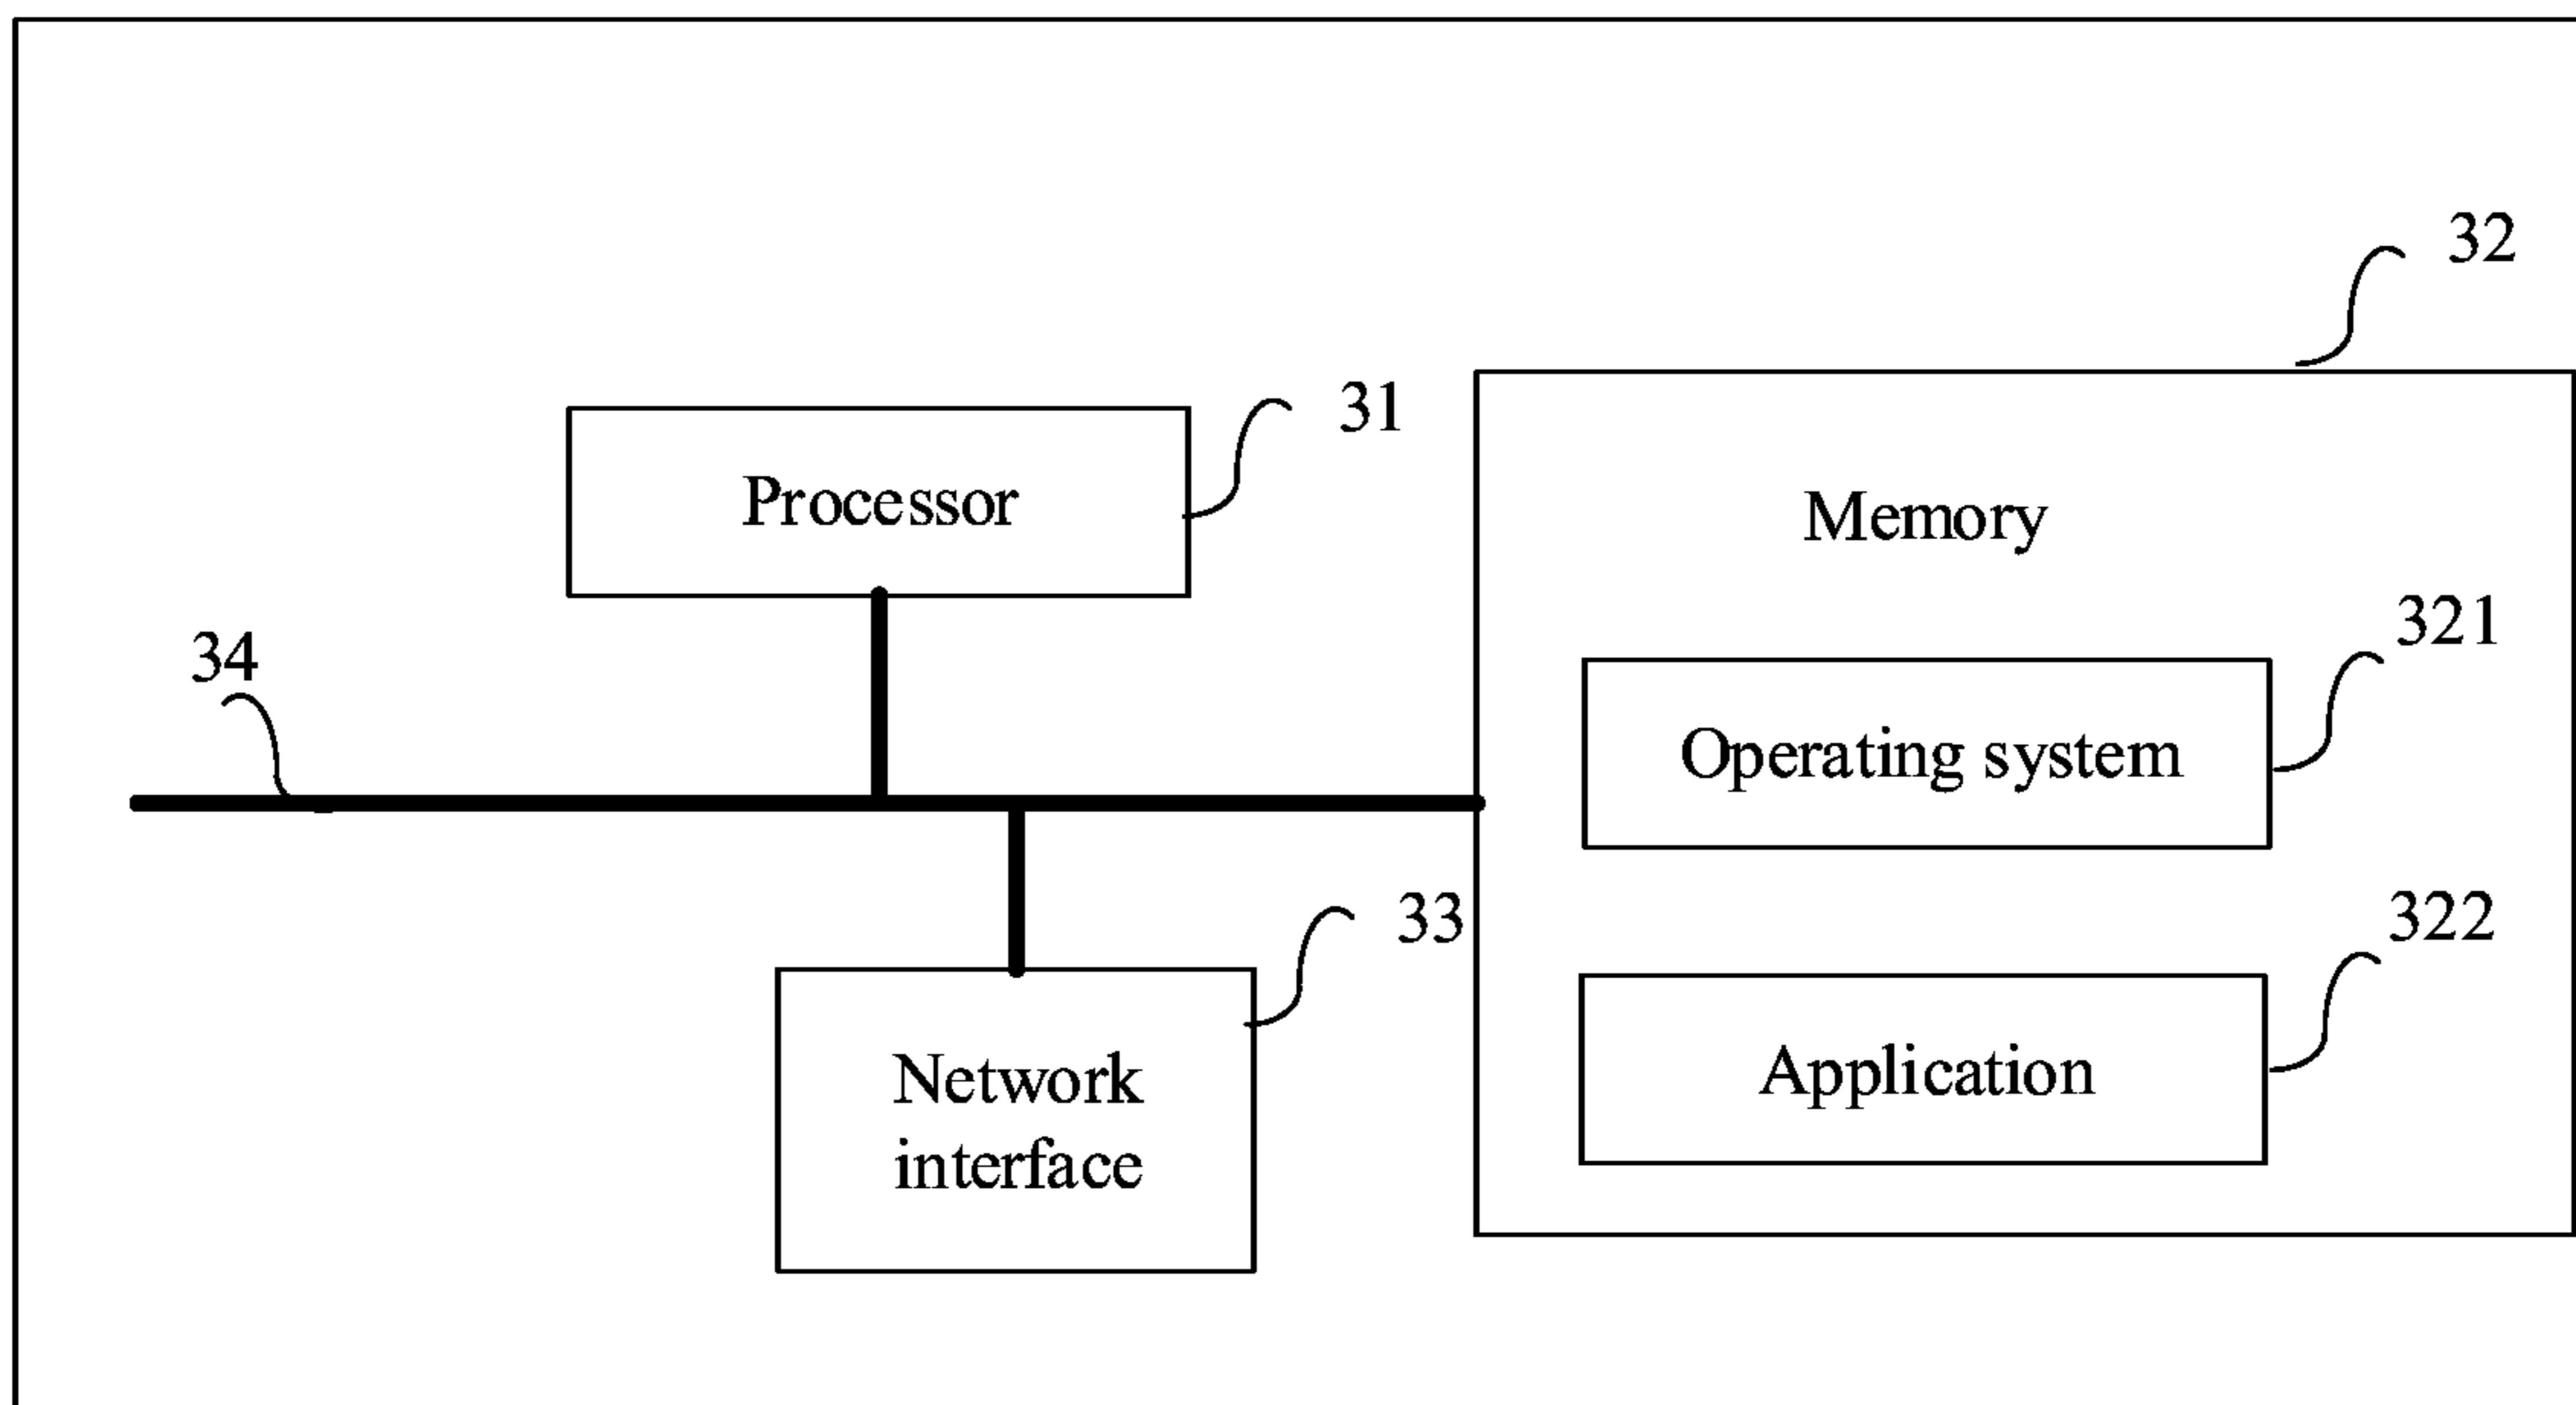 32
31
Processor
Memory
321
34
Operating system
33
322
Network
interface
Application